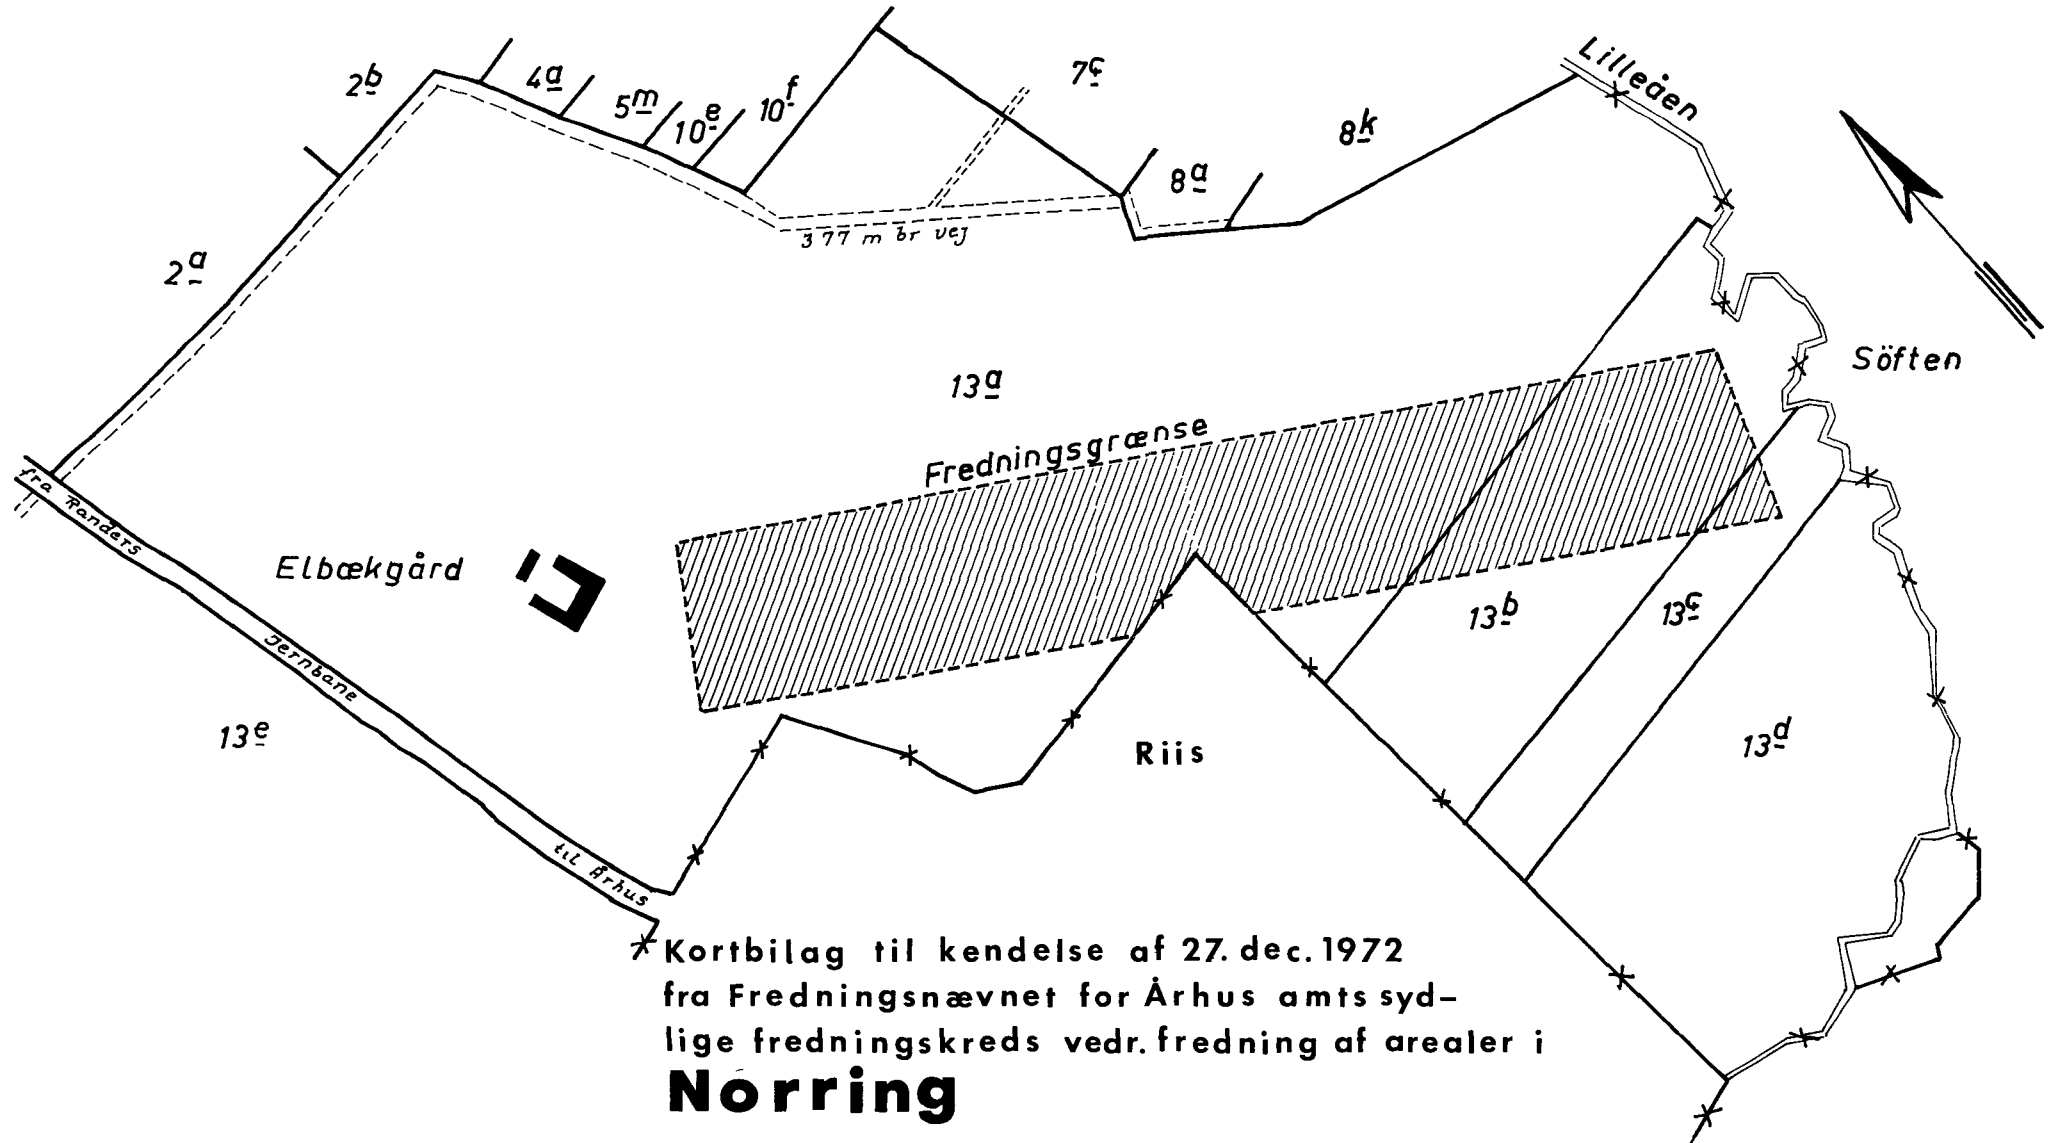 Lilleåen
2b
4a
5m
10e
10f
7c
8a
8k
2a
377 m br vej
Söften
13a
Fredningsgrænse
fra Randers
Elbækgård
13b
13c
Jernbane
13e
Riis
13d
til Århus
Kortbilag til kendelse af 27. dec. 1972
fra Fredningsnævnet for Århus amts syd-
lige fredningskreds vedr. fredning af arealer i
Norring